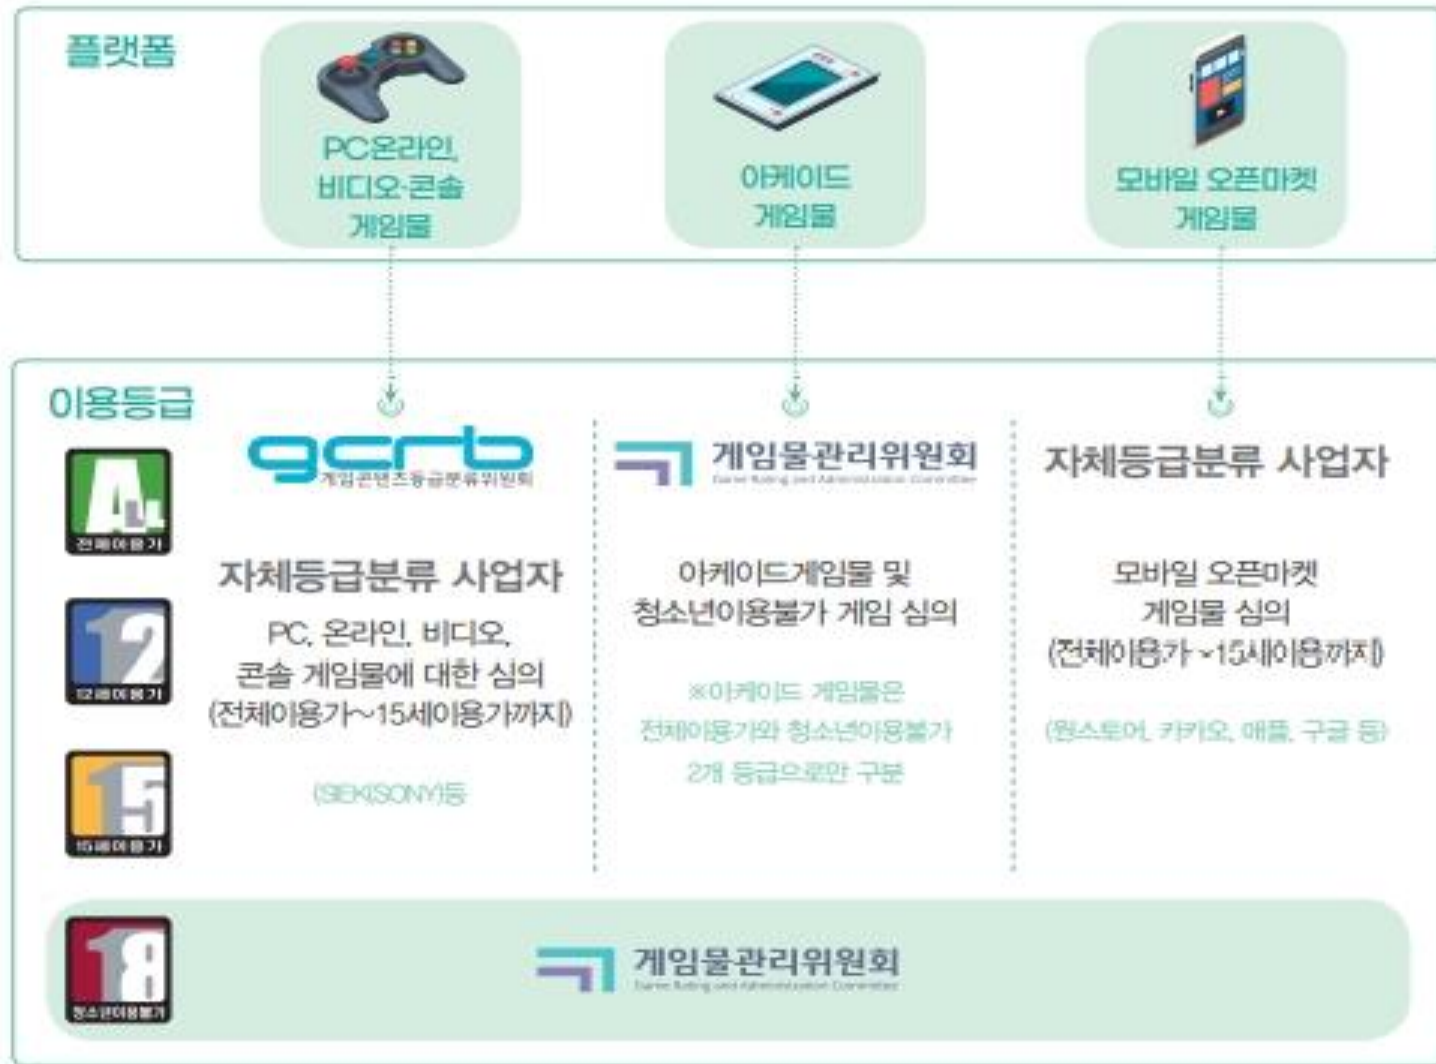 플랫폼
PC온라인,
비디오·콘솔
게임물
아케이드
게임물
모바일 오픈마켓
게임물
이용등급
ALL
전체이용가
12
12세이용가
15
15세이용가
18
청소년이용불가
gcrb
게임콘텐츠등급분류위원회
자체등급분류 사업자
PC, 온라인, 비디오,
콘솔 게임물에 대한 심의
(전체이용가~15세이용가까지)
(SIEK(SONY)등
게임물관리위원회
Game Rating and Administration Committee
아케이드게임물 및
청소년이용불가 게임 심의
※아케이드 게임물은
전체이용가와 청소년이용불가
2개 등급으로만 구분
자체등급분류 사업자
모바일 오픈마켓
게임물 심의
(전체이용가~15세이용까지)
(원스토어, 카카오, 애플, 구글 등)
게임물관리위원회
Game Rating and Administration Committee